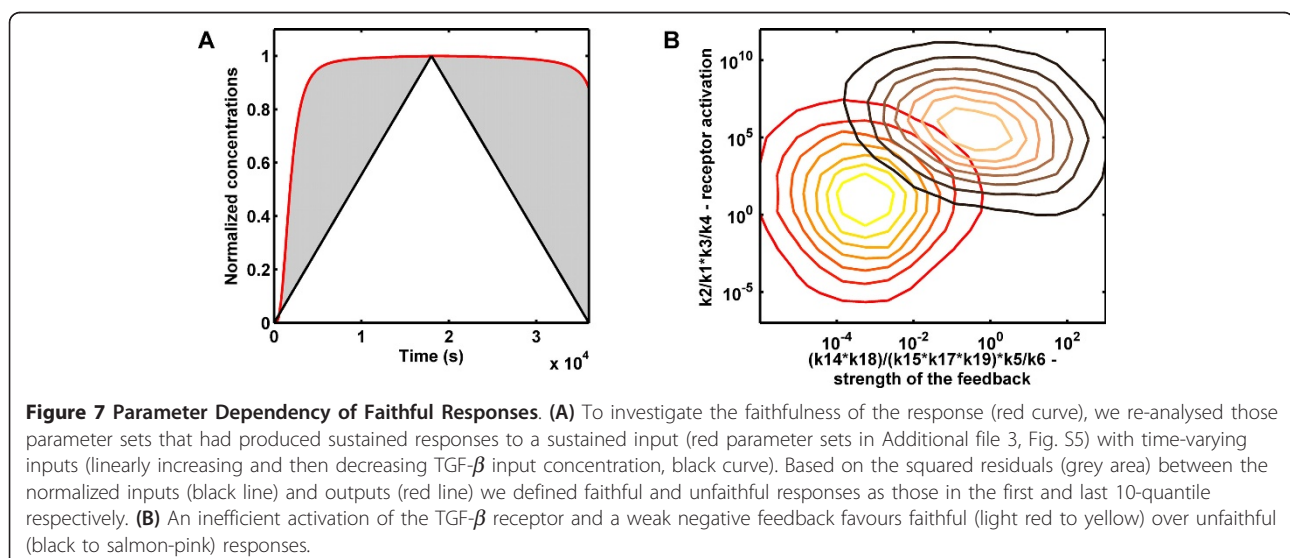 A
B
Normalized concentrations
1
0.8
0.6
0.4
0.2
0
0 1 2 3
Time (s)
x 10^4
k2/k1*k3/k4 - receptor activation
10^10
10^5
10^0
10^-5
10^-4 10^-2 10^0 10^2
(k14*k18)/(k15*k17*k19)*k5/k6 -
strength of the feedback
Figure 7 Parameter Dependency of Faithful Responses. (A) To investigate the faithfulness of the response (red curve), we re-analysed those
parameter sets that had produced sustained responses to a sustained input (red parameter sets in Additional file 3, Fig. S5) with time-varying
inputs (linearly increasing and then decreasing TGF-β input concentration, black curve). Based on the squared residuals (grey area) between the
normalized inputs (black line) and outputs (red line) we defined faithful and unfaithful responses as those in the first and last 10-quantile
respectively. (B) An inefficient activation of the TGF-β receptor and a weak negative feedback favours faithful (light red to yellow) over unfaithful
(black to salmon-pink) responses.